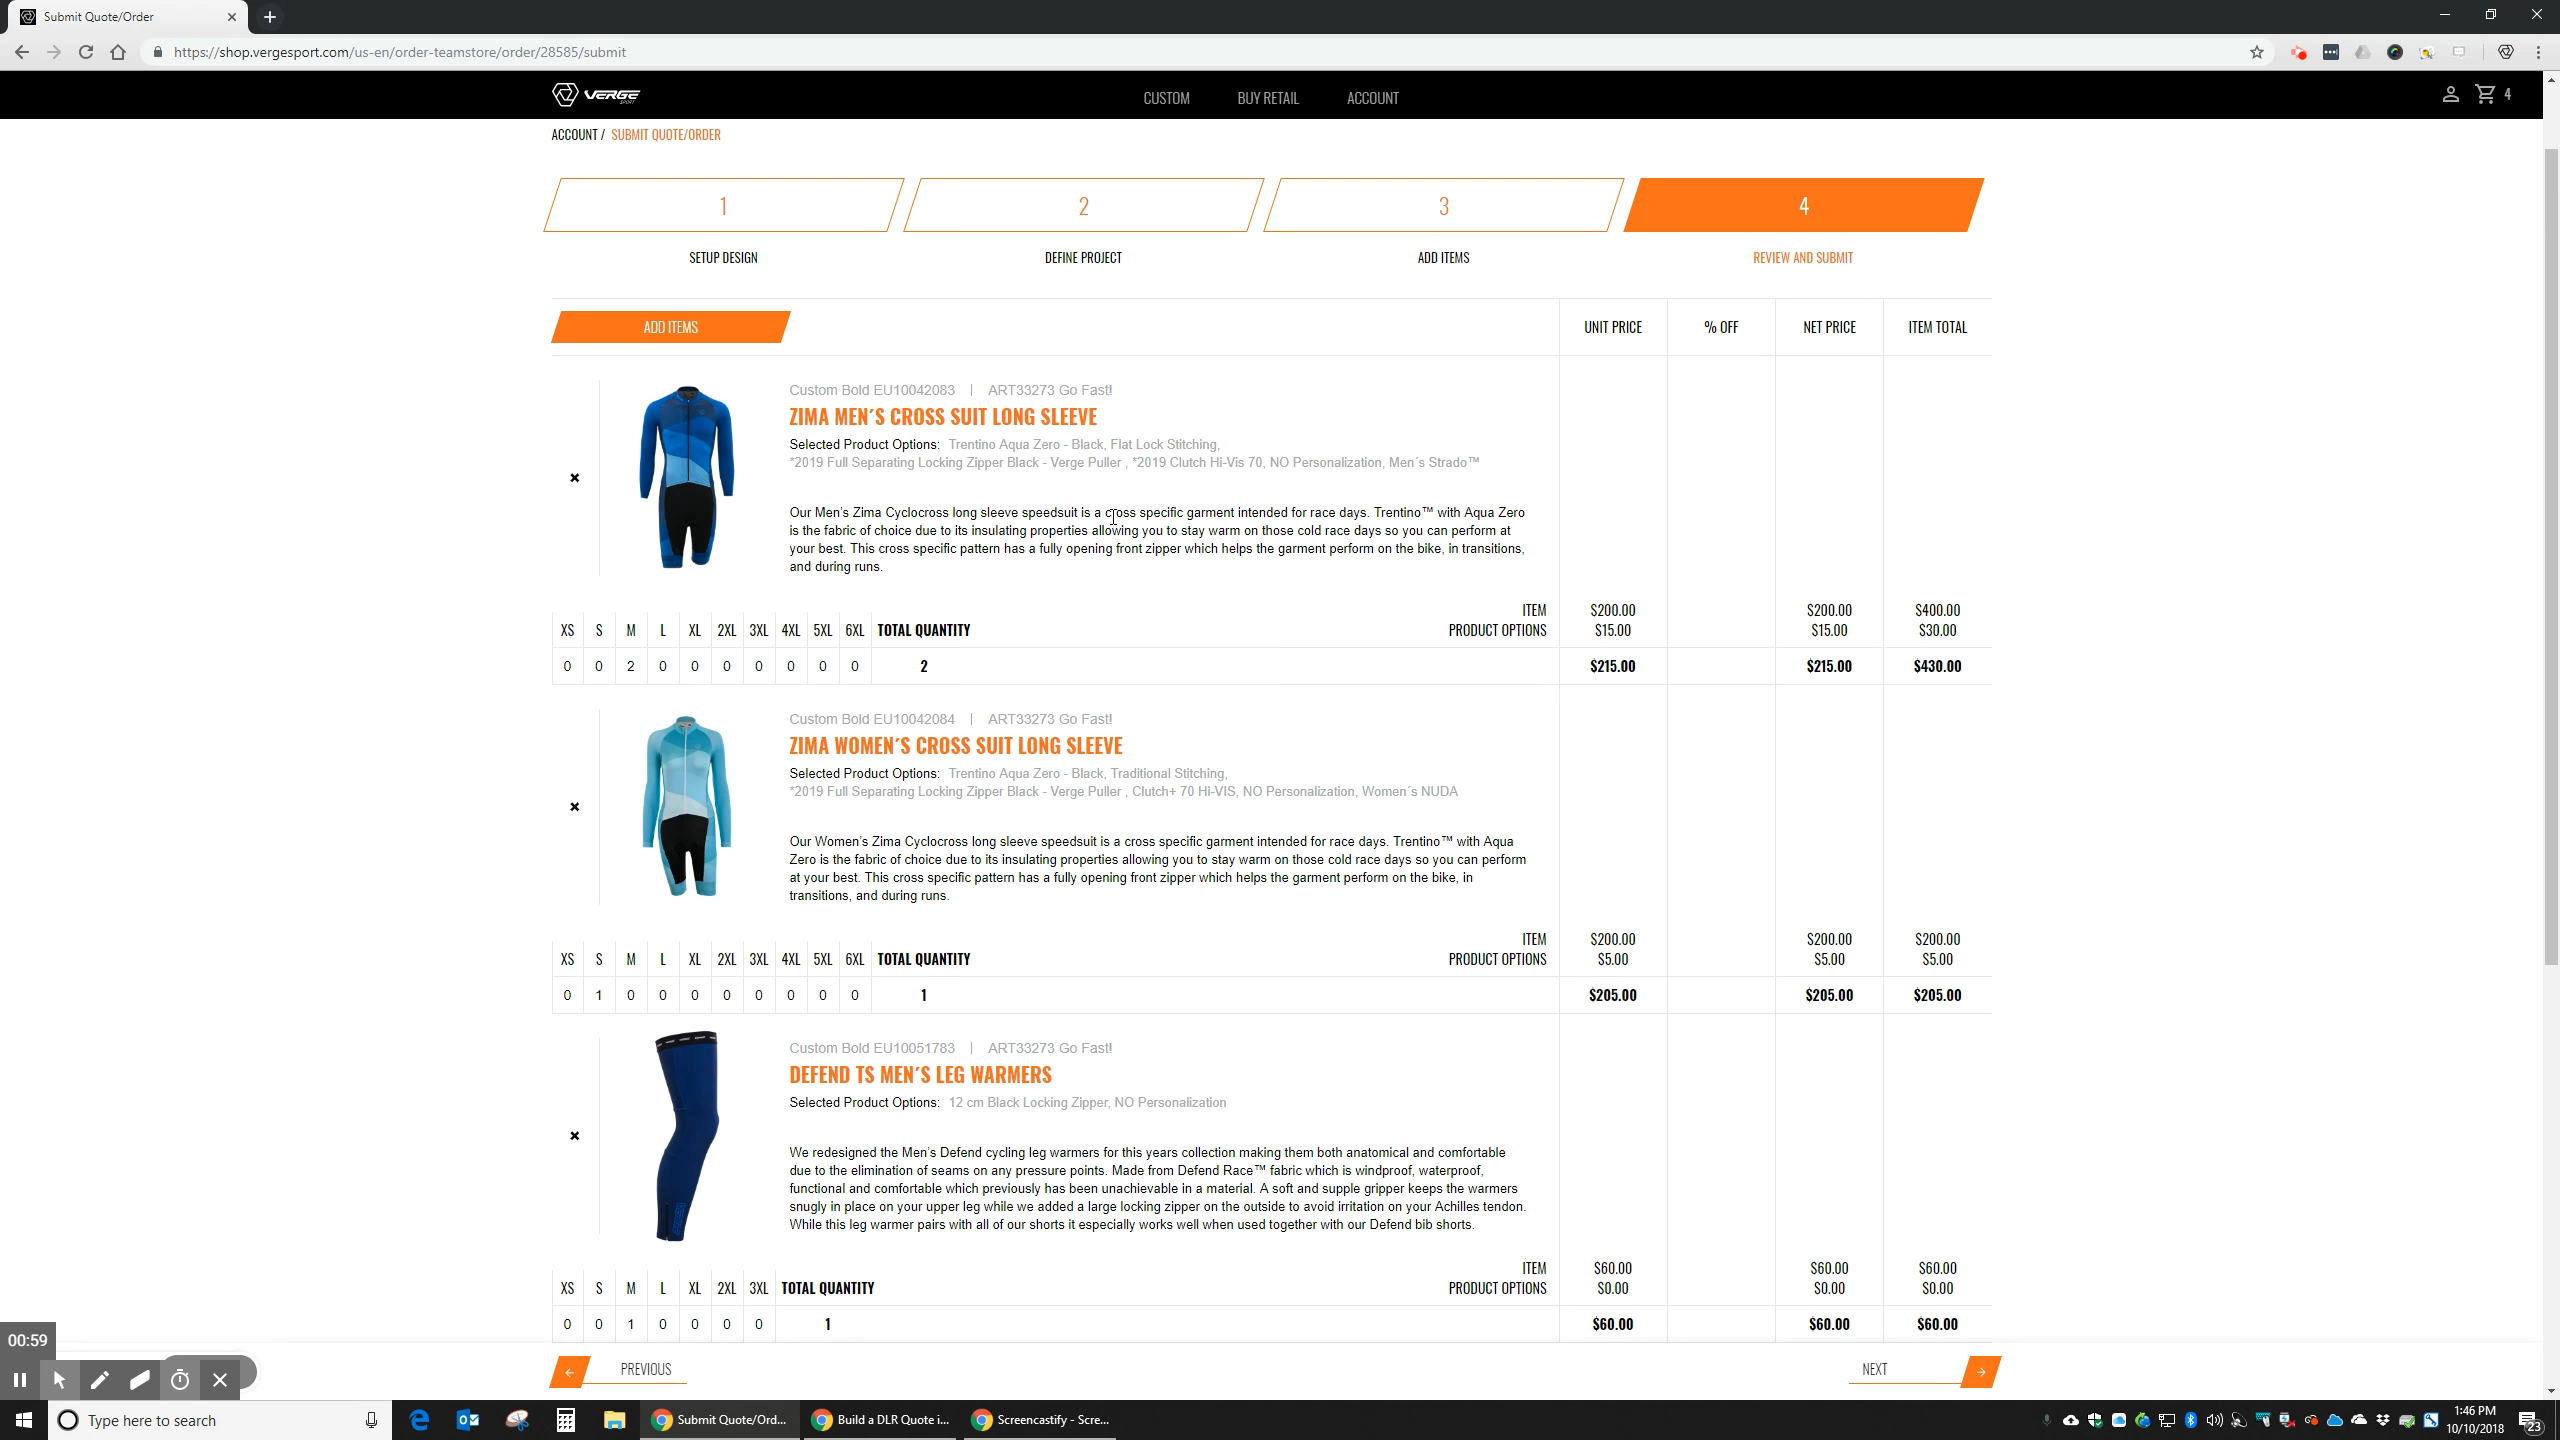 Submit Quote/Order
https://shop.vergesport.com/us-en/order-teamstore/order/28585/submit
VERGE SPORT
CUSTOM
BUY RETAIL
ACCOUNT
4
ACCOUNT / SUBMIT QUOTE/ORDER
1
2
3
4
SETUP DESIGN
DEFINE PROJECT
ADD ITEMS
REVIEW AND SUBMIT
ADD ITEMS
UNIT PRICE
% OFF
NET PRICE
ITEM TOTAL
Custom Bold EU10042083 | ART33273 Go Fast!
ZIMA MEN´S CROSS SUIT LONG SLEEVE
Selected Product Options: Trentino Aqua Zero - Black, Flat Lock Stitching,
*2019 Full Separating Locking Zipper Black - Verge Puller , *2019 Clutch Hi-Vis 70, NO Personalization, Men´s Strado™
Our Men's Zima Cyclocross long sleeve speedsuit is a cross specific garment intended for race days. Trentino™ with Aqua Zero
is the fabric of choice due to its insulating properties allowing you to stay warm on those cold race days so you can perform at
your best. This cross specific pattern has a fully opening front zipper which helps the garment perform on the bike, in transitions,
and during runs.
ITEM $200.00 $200.00 $400.00
XS S M L XL 2XL 3XL 4XL 5XL 6XL TOTAL QUANTITY PRODUCT OPTIONS $15.00 $15.00 $30.00
0 0 2 0 0 0 0 0 0 0 2 $215.00 $215.00 $430.00
Custom Bold EU10042084 | ART33273 Go Fast!
ZIMA WOMEN´S CROSS SUIT LONG SLEEVE
Selected Product Options: Trentino Aqua Zero - Black, Traditional Stitching,
*2019 Full Separating Locking Zipper Black - Verge Puller , Clutch+ 70 Hi-VIS, NO Personalization, Women´s NUDA
Our Women's Zima Cyclocross long sleeve speedsuit is a cross specific garment intended for race days. Trentino™ with Aqua
Zero is the fabric of choice due to its insulating properties allowing you to stay warm on those cold race days so you can perform
at your best. This cross specific pattern has a fully opening front zipper which helps the garment perform on the bike, in
transitions, and during runs.
ITEM $200.00 $200.00 $200.00
XS S M L XL 2XL 3XL 4XL 5XL 6XL TOTAL QUANTITY PRODUCT OPTIONS $5.00 $5.00 $5.00
0 1 0 0 0 0 0 0 0 0 1 $205.00 $205.00 $205.00
Custom Bold EU10051783 | ART33273 Go Fast!
DEFEND TS MEN´S LEG WARMERS
Selected Product Options: 12 cm Black Locking Zipper, NO Personalization
We redesigned the Men's Defend cycling leg warmers for this years collection making them both anatomical and comfortable
due to the elimination of seams on any pressure points. Made from Defend Race™ fabric which is windproof, waterproof,
functional and comfortable which previously has been unachievable in a material. A soft and supple gripper keeps the warmers
snugly in place on your upper leg while we added a large locking zipper on the outside to avoid irritation on your Achilles tendon.
While this leg warmer pairs with all of our shorts it especially works well when used together with our Defend bib shorts.
ITEM $60.00 $60.00 $60.00
XS S M L XL 2XL 3XL TOTAL QUANTITY PRODUCT OPTIONS $0.00 $0.00 $0.00
0 0 1 0 0 0 0 1 $60.00 $60.00 $60.00
00:59
PREVIOUS
NEXT
Type here to search
Submit Quote/Ord...
Build a DLR Quote i...
Screencastify - Scre...
1:46 PM
10/10/2018
23